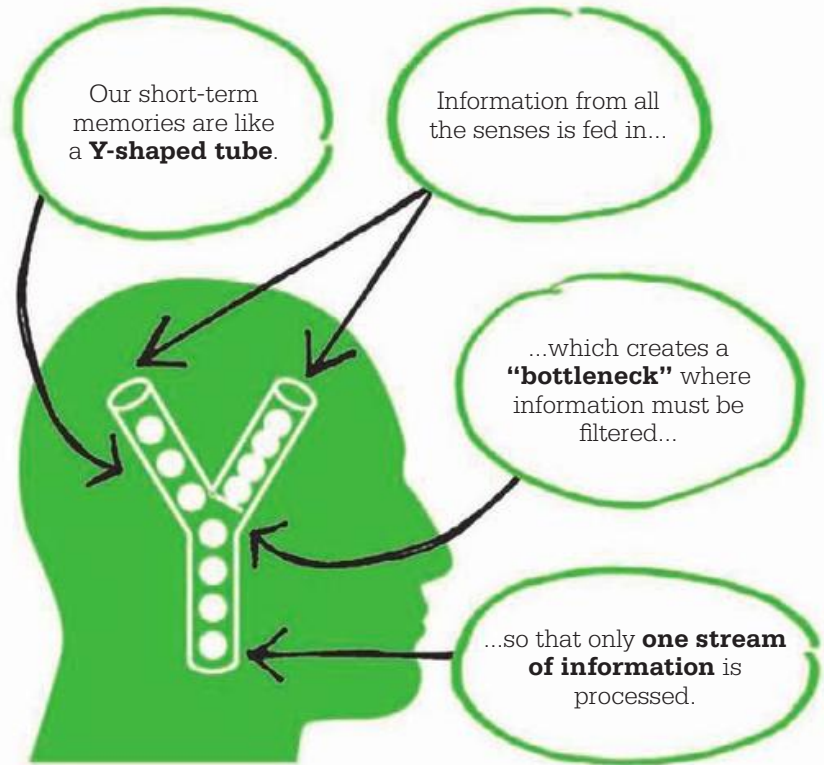 Our short-term
memories are like
a Y-shaped tube.
Information from all
the senses is fed in...
...which creates a
“bottleneck” where
information must be
filtered...
...so that only one stream
of information is
processed.